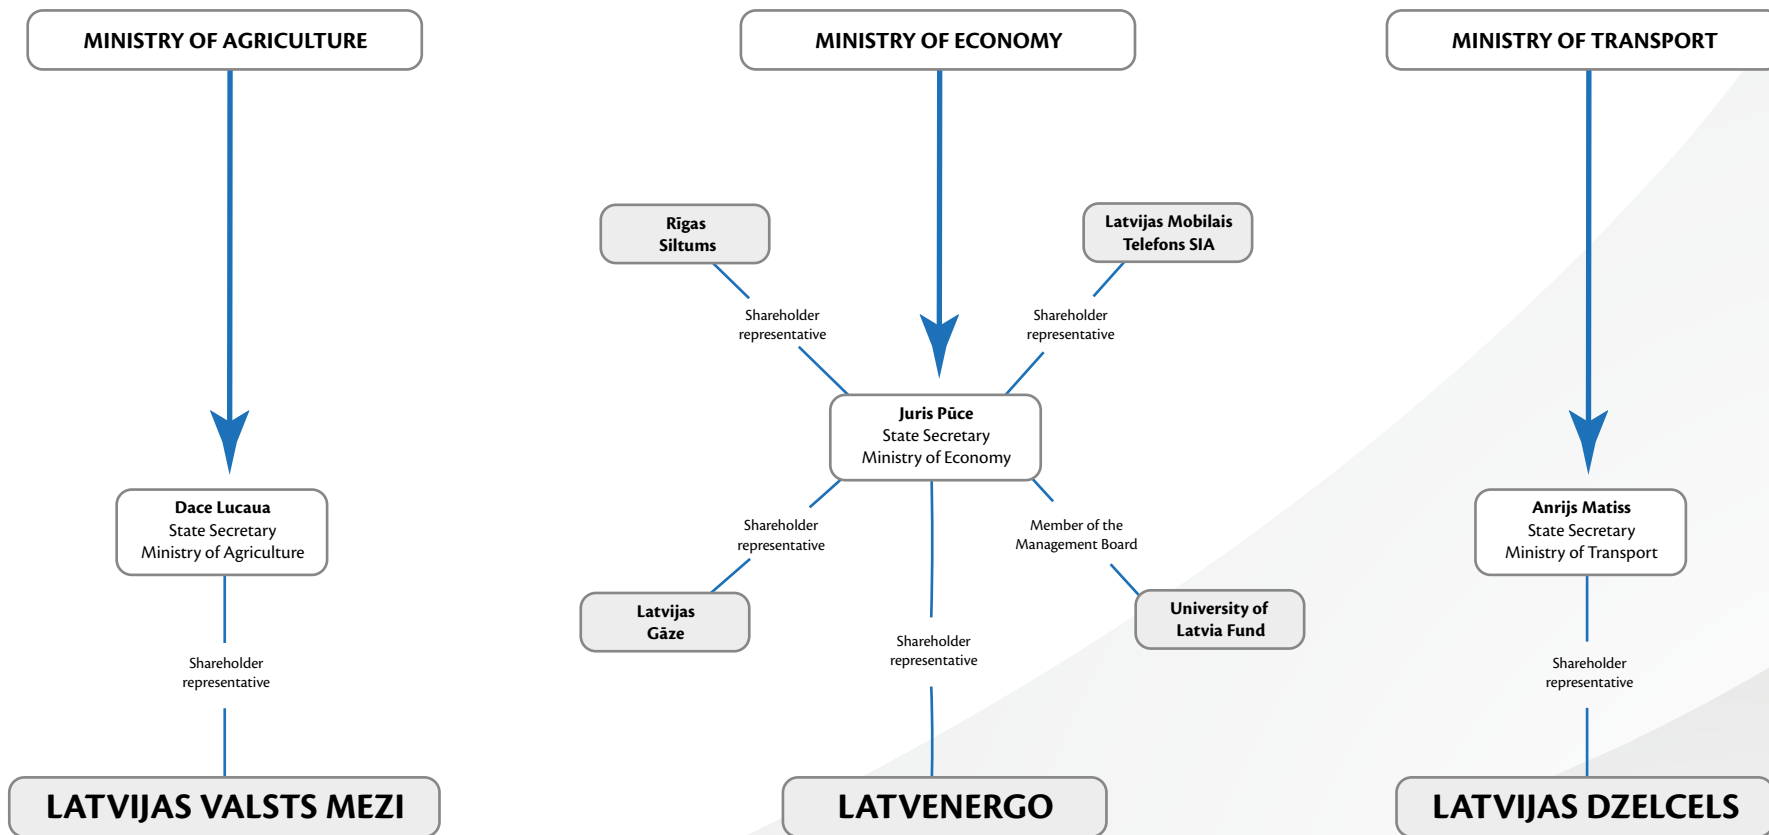 MINISTRY OF AGRICULTURE
MINISTRY OF ECONOMY
MINISTRY OF TRANSPORT
Rīgas
Siltums
Latvijas Mobilais
Telefons SIA
Shareholder
representative
Shareholder
representative
Juris Pūce
State Secretary
Ministry of Economy
Dace Lucaua
State Secretary
Ministry of Agriculture
Shareholder
representative
Member of the
Management Board
Anrijs Matiss
State Secretary
Ministry of Transport
Latvijas
Gāze
University of
Latvia Fund
Shareholder
representative
Shareholder
representative
Shareholder
representative
LATVIJAS VALSTS MEZI
LATVENERGO
LATVIJAS DZELCELS